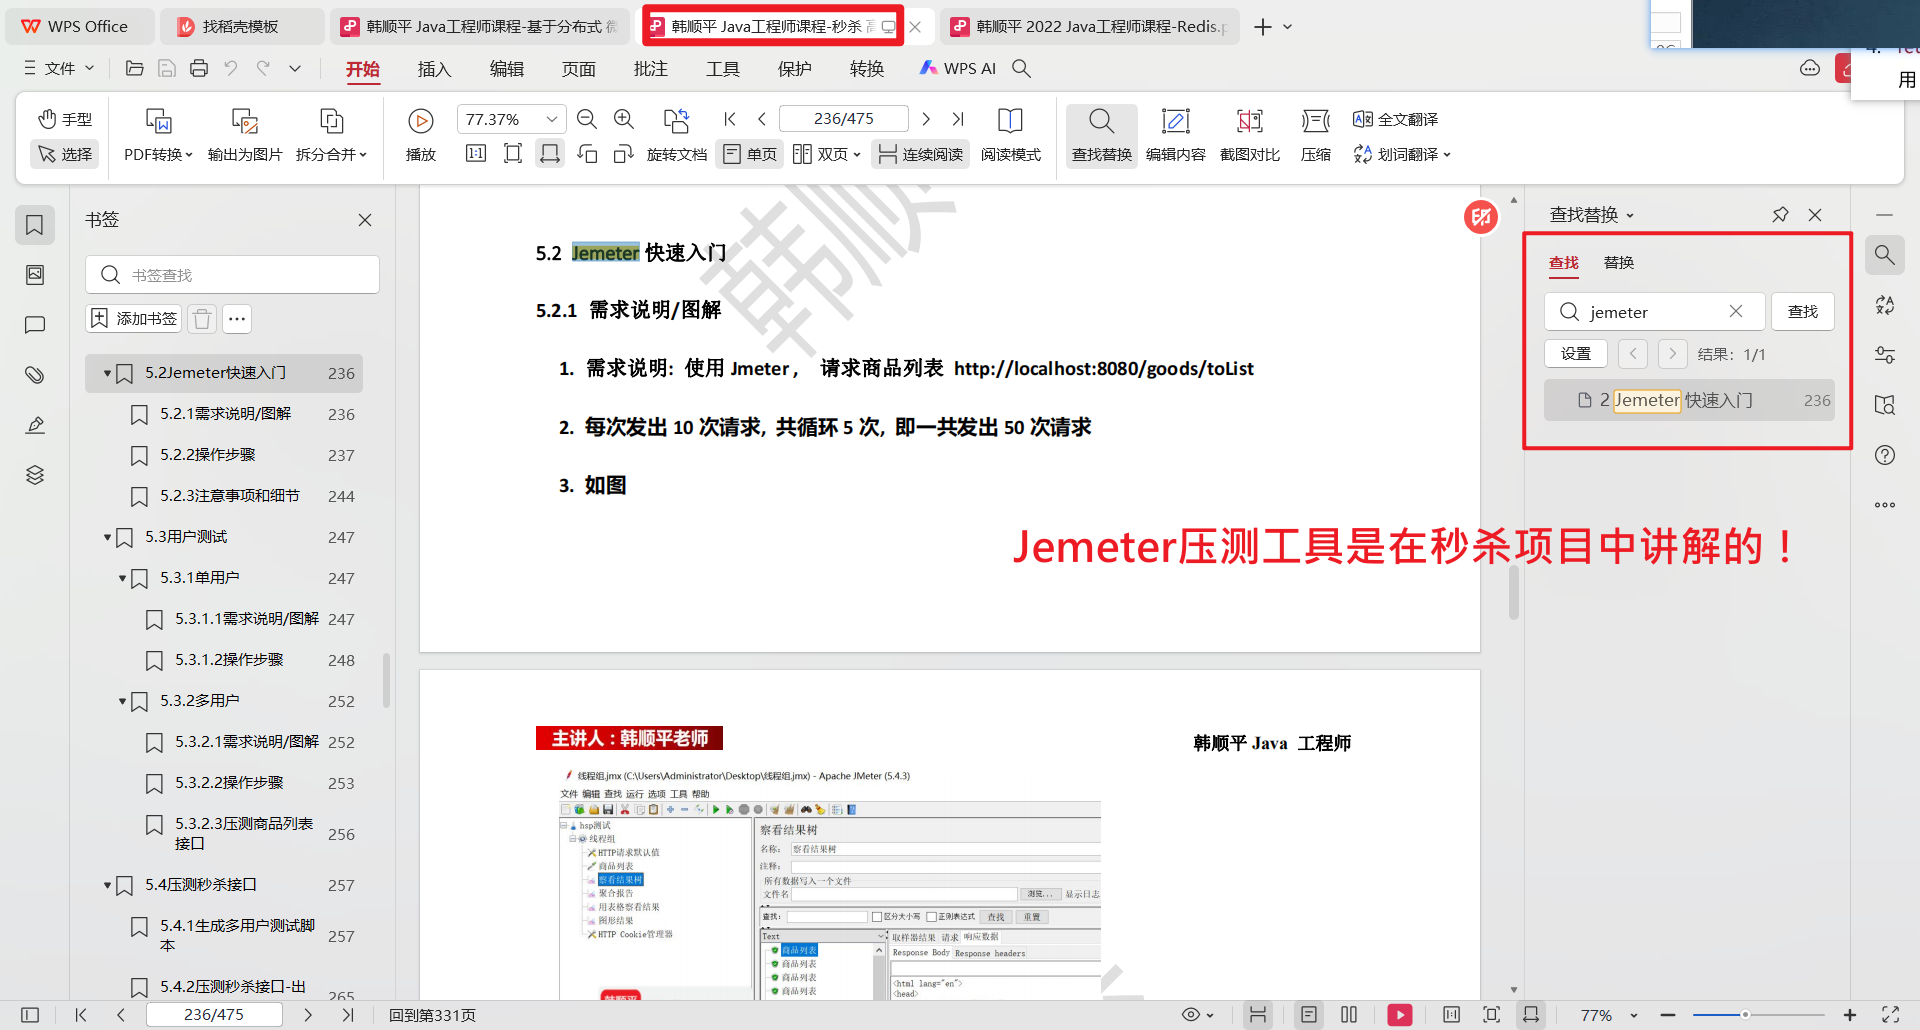 WPS Office
找稻壳模板
韩顺平 Java工程师课程-基于分布式 微
韩顺平 Java工程师课程-秒杀 高
韩顺平 2022 Java工程师课程-Redis.p
用
文件
开始
插入
编辑
页面
批注
工具
保护
转换
WPS AI
手型
选择
PDF转换
输出为图片
拆分合并
播放
77.37%
旋转文档
236/475
单页
双页
连续阅读
阅读模式
查找替换
编辑内容
截图对比
压缩
全文翻译
划词翻译
书签
书签查找
添加书签
5.2Jemeter快速入门 236
5.2.1需求说明/图解 236
5.2.2操作步骤 237
5.2.3注意事项和细节 244
5.3用户测试 247
5.3.1单用户 247
5.3.1.1需求说明/图解 247
5.3.1.2操作步骤 248
5.3.2多用户 252
5.3.2.1需求说明/图解 252
5.3.2.2操作步骤 253
5.3.2.3压测商品列表
接口 256
5.4压测秒杀接口 257
5.4.1生成多用户测试脚
本 257
5.4.2压测秒杀接口-出
265
韩顺
5.2 Jemeter 快速入门
5.2.1 需求说明/图解
1. 需求说明: 使用 Jmeter， 请求商品列表 http://localhost:8080/goods/toList
2. 每次发出 10 次请求, 共循环 5 次, 即一共发出 50 次请求
3. 如图
Jemeter压测工具是在秒杀项目中讲解的！
主讲人：韩顺平老师
韩顺平 Java 工程师
线程组.jmx (C:\Users\Administrator\Desktop\线程组.jmx) - Apache JMeter (5.4.3)
文件 编辑 查找 运行 选项 工具 帮助
hsp测试
线程组
HTTP请求默认值
商品列表
察看结果树
聚合报告
用表格察看结果
图形结果
HTTP Cookie管理器
察看结果树
名称： 察看结果树
注释：
所有数据写入一个文件
文件名
浏览...
显示日志
查找：
区分大小写
正则表达式
查找
重置
Text
取样器结果 请求 响应数据
商品列表
商品列表
商品列表
商品列表
Response Body Response headers
<html lang="en">
<head>
查找替换
查找
替换
jemeter
查找
设置
结果：1/1
2 Jemeter 快速入门 236
236/475
回到第331页
77%